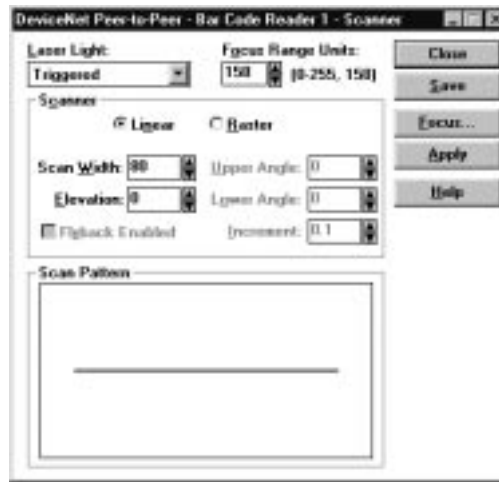 DeviceNet Peer-to-Peer - Bar Code Reader 1 - Scanner
Laser Light:
Focus Range Units:
Close
Triggered
150
(0-255, 150)
Save
Scanner
Linear
Raster
Focus...
Apply
Scan Width:
80
Upper Angle:
0
Help
Elevation:
0
Lower Angle:
0
Flyback Enabled
Increment:
0.1
Scan Pattern